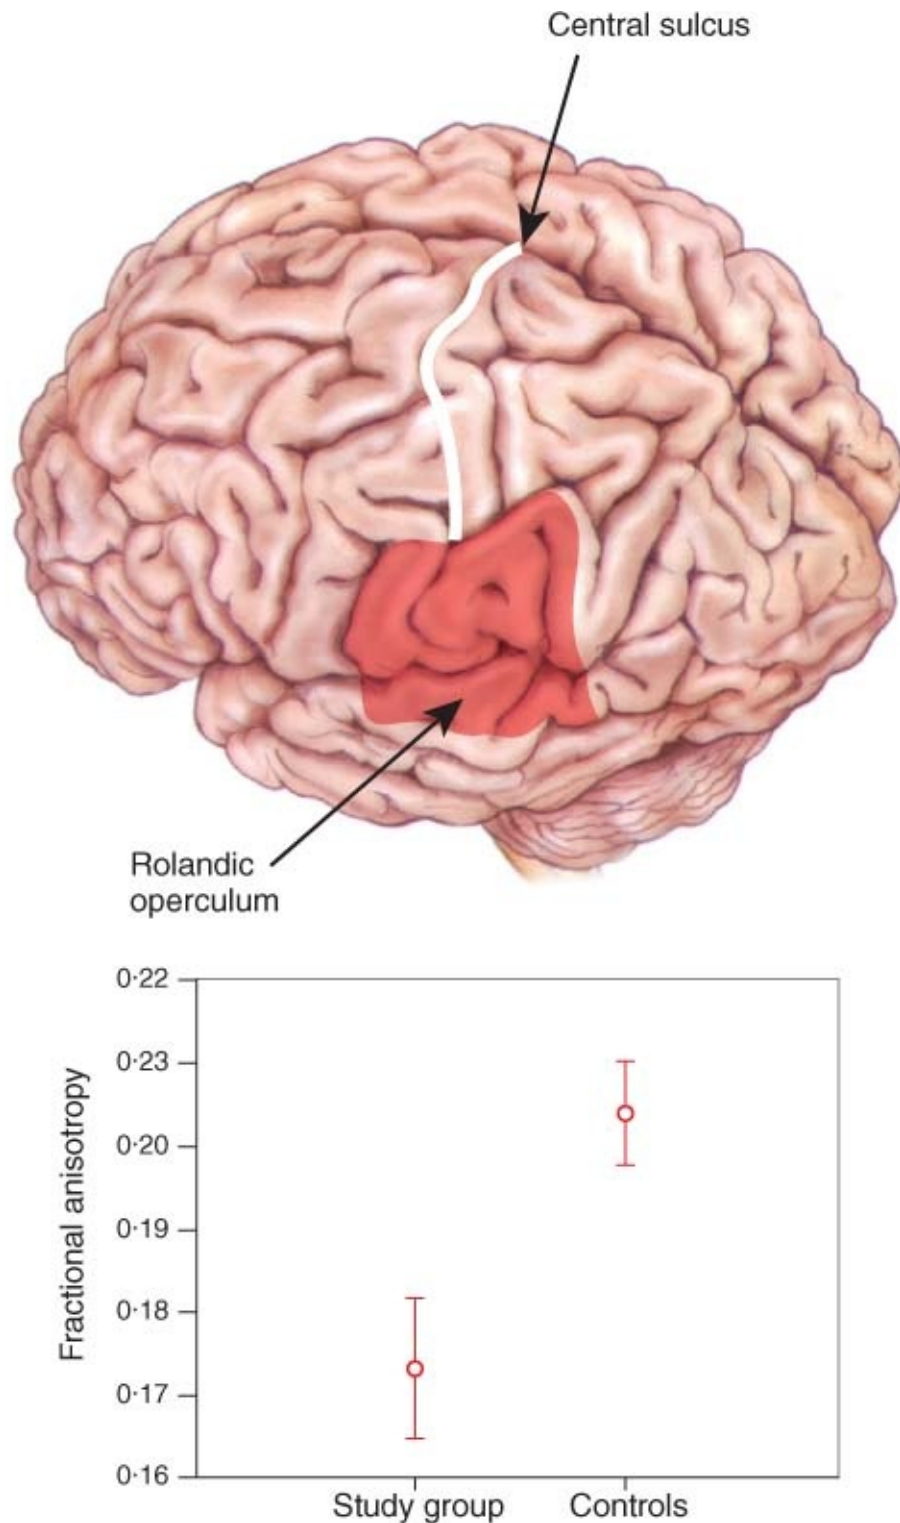 Central sulcus
Rolandic
operculum
0·22
0·23
0·20
0·19
0·18
0·17
0·16
Fractional anisotropy
Study group
Controls